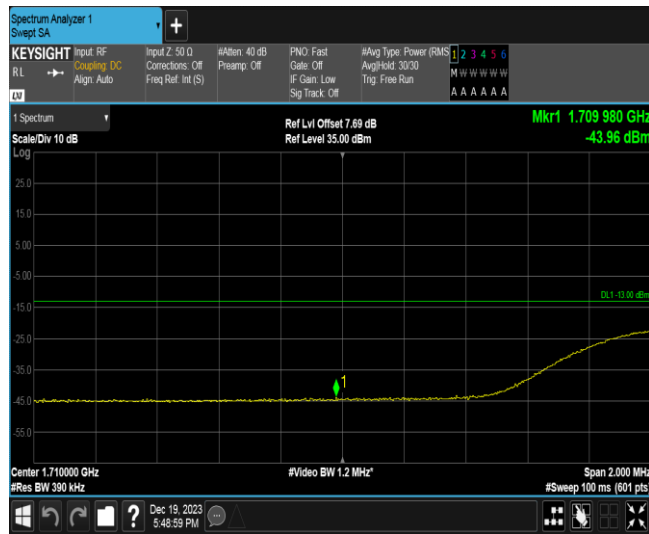 Spectrum Analyzer 1
Swept SA
+
KEYSIGHT
RL
LXI
Input: RF
Coupling: DC
Align: Auto
Input Z: 50 Ω
Corrections: Off
Freq Ref: Int (S)
#Atten: 40 dB
Preamp: Off
PNO: Fast
Gate: Off
IF Gain: Low
Sig Track: Off
#Avg Type: Power (RMS
Avg|Hold: 30/30
Trig: Free Run
1 2 3 4 5 6
M W W W W W
A A A A A A
1 Spectrum
Scale/Div 10 dB
Log
Ref Lvl Offset 7.69 dB
Ref Level 35.00 dBm
Mkr1 1.709 980 GHz
-43.96 dBm
25.0
15.0
5.00
-5.00
DL1 -13.00 dBm
-15.0
-25.0
-35.0
1
-45.0
-55.0
Center 1.710000 GHz
#Video BW 1.2 MHz*
Span 2.000 MHz
#Res BW 390 kHz
#Sweep 100 ms (601 pts
?
Dec 19, 2023
5:48:59 PM